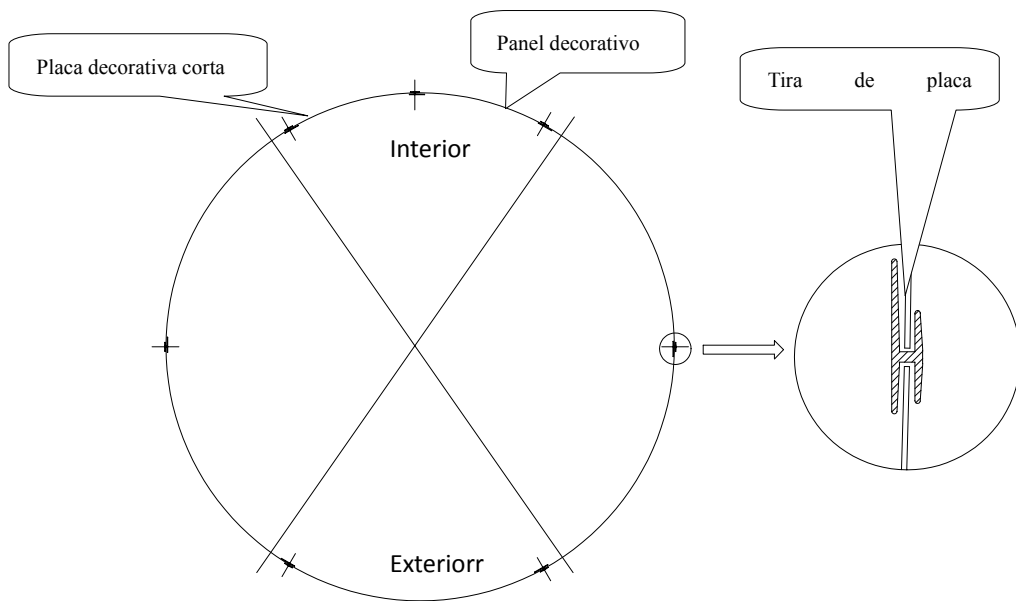 Placa decorativa corta
Panel decorativo
Tira de placa
Interior
Exteriorr